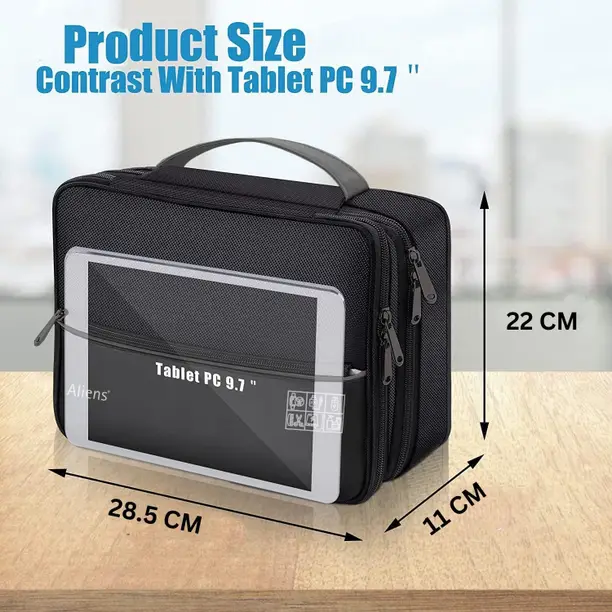 Product Size
Contrast With Tablet PC 9.7 "
22 CM
Tablet PC 9.7 "
Aliens®
28.5 CM
11 CM